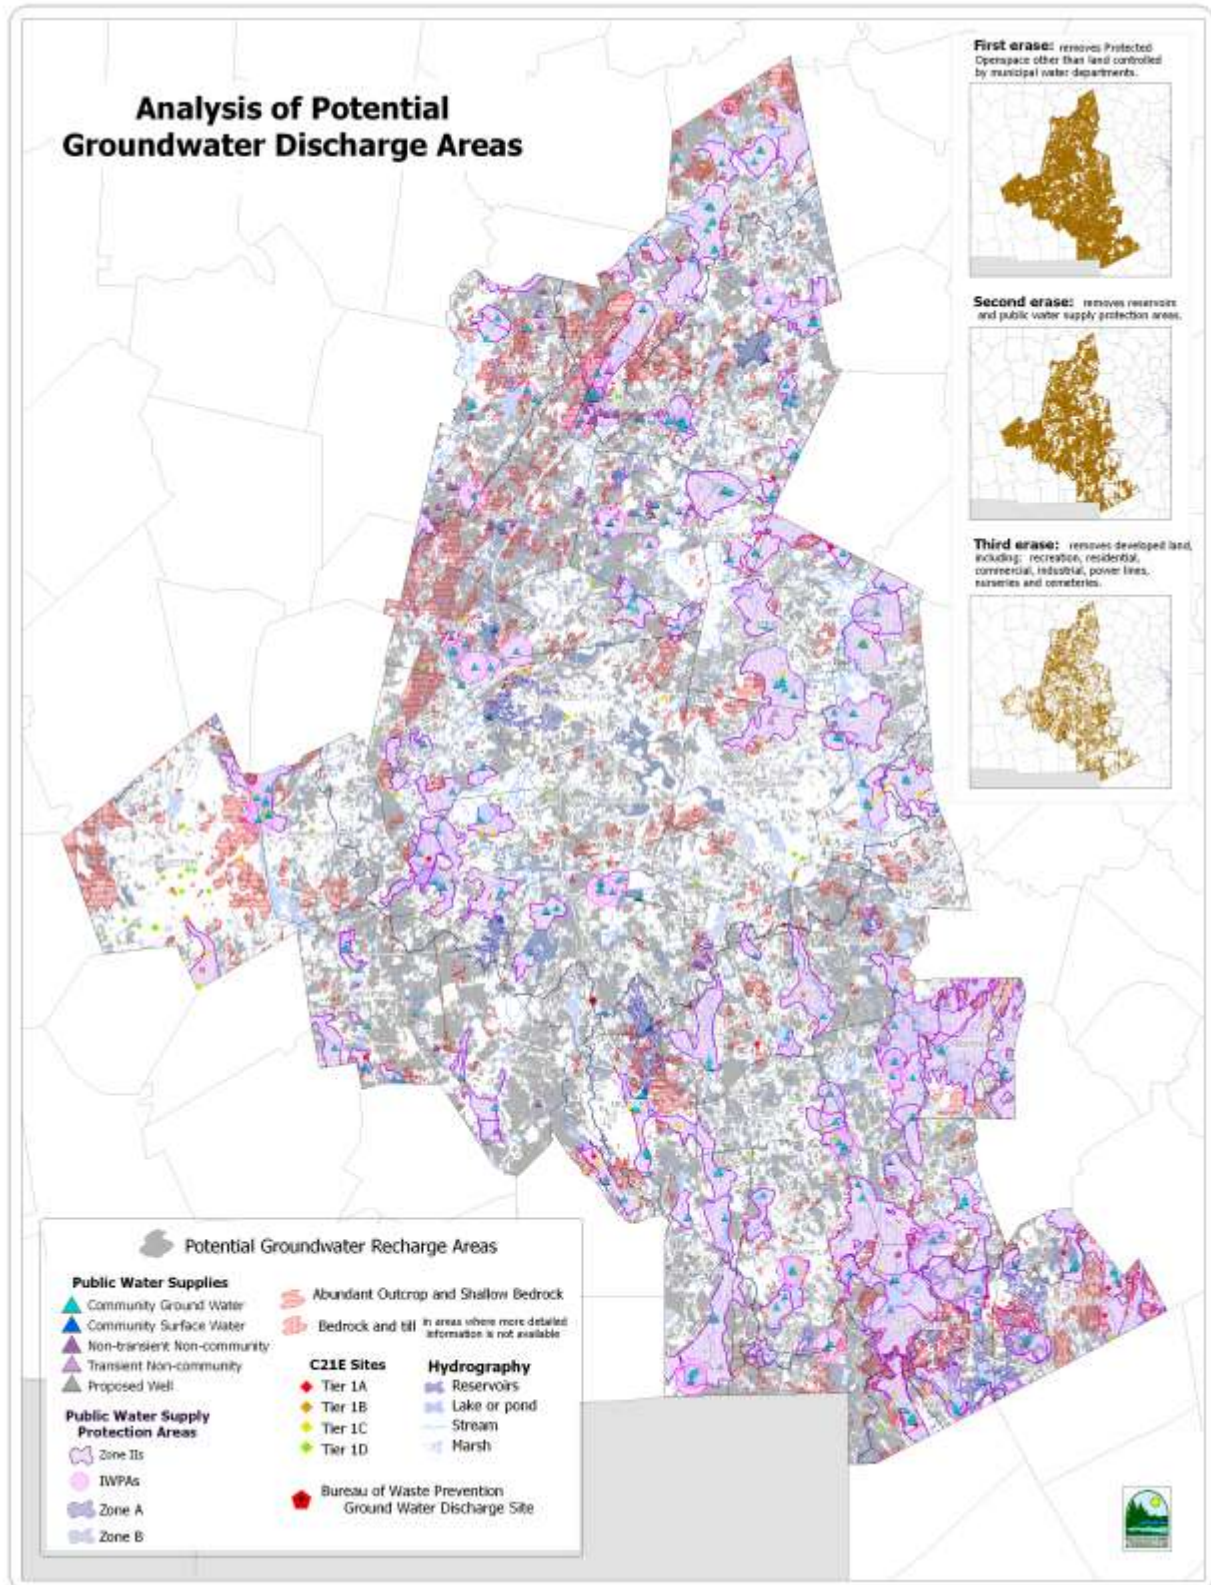 Analysis of Potential
Groundwater Discharge Areas
First erase: removes Protected
Openspace other than land controlled
by municipal water departments.
Second erase: removes reservoirs
and public water supply protection areas.
Third erase: removes developed land,
including: recreation, residential,
commercial, industrial, power lines,
nurseries and cemeteries.
Potential Groundwater Recharge Areas
Public Water Supplies
Community Ground Water
Community Surface Water
Non-transient Non-community
Transient Non-community
Proposed Well
Public Water Supply
Protection Areas
Zone IIs
IWPAs
Zone A
Zone B
Abundant Outcrop and Shallow Bedrock
Bedrock and till in areas where more detailed
information is not available
C21E Sites
Tier 1A
Tier 1B
Tier 1C
Tier 1D
Hydrography
Reservoirs
Lake or pond
Stream
Marsh
Bureau of Waste Prevention
Ground Water Discharge Site